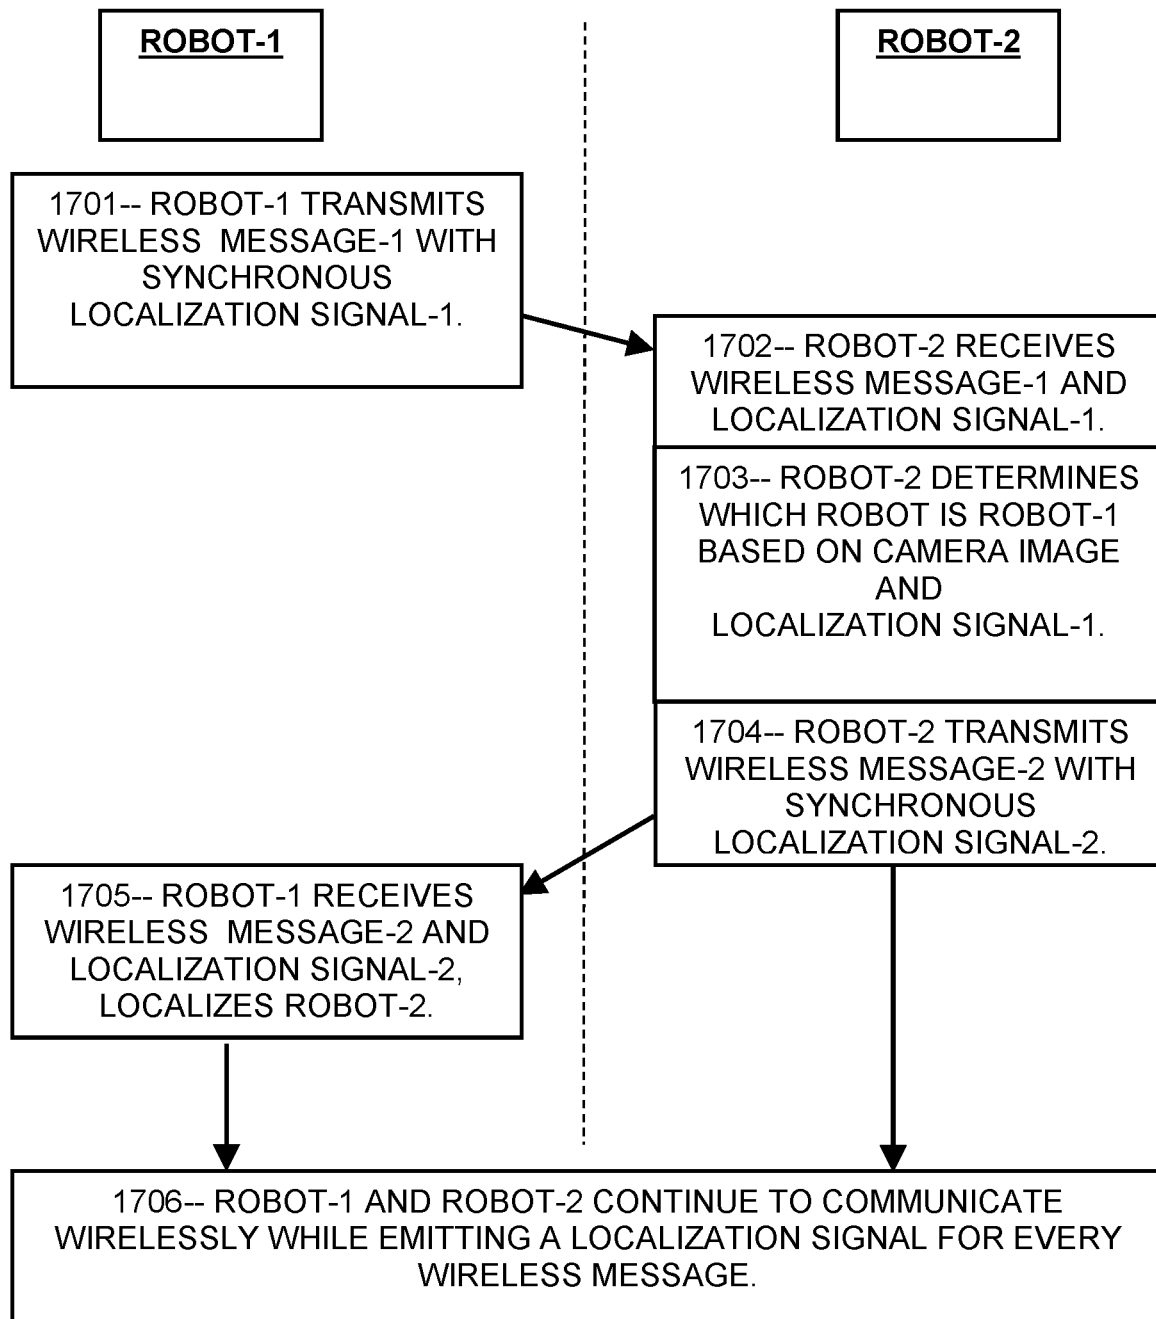 ROBOT-1
ROBOT-2
1701-- ROBOT-1 TRANSMITS
WIRELESS MESSAGE-1 WITH
SYNCHRONOUS
LOCALIZATION SIGNAL-1.
1702-- ROBOT-2 RECEIVES
WIRELESS MESSAGE-1 AND
LOCALIZATION SIGNAL-1.
1703-- ROBOT-2 DETERMINES
WHICH ROBOT IS ROBOT-1
BASED ON CAMERA IMAGE
AND
LOCALIZATION SIGNAL-1.
1704-- ROBOT-2 TRANSMITS
WIRELESS MESSAGE-2 WITH
SYNCHRONOUS
LOCALIZATION SIGNAL-2.
1705-- ROBOT-1 RECEIVES
WIRELESS MESSAGE-2 AND
LOCALIZATION SIGNAL-2,
LOCALIZES ROBOT-2.
1706-- ROBOT-1 AND ROBOT-2 CONTINUE TO COMMUNICATE
WIRELESSLY WHILE EMITTING A LOCALIZATION SIGNAL FOR EVERY
WIRELESS MESSAGE.